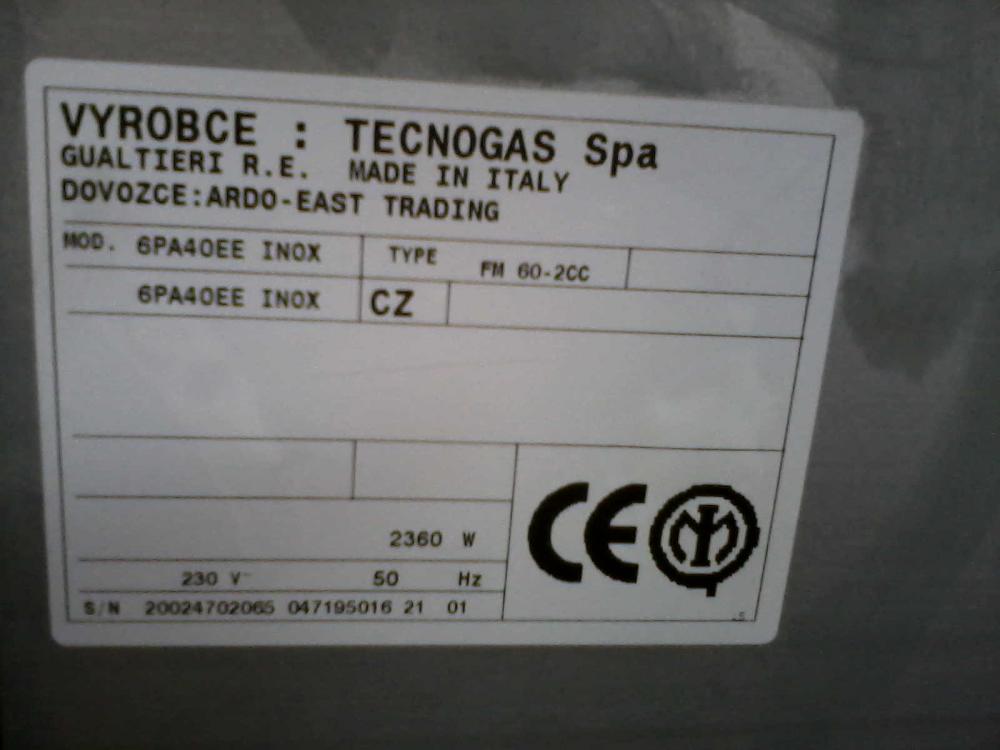 VYROBCE : TECNOGAS Spa
GUALTIERI R.E. MADE IN ITALY
DOVOZCE:ARDO-EAST TRADING
MOD. 6PA40EE INOX TYPE FM 60-2CC
6PA40EE INOX CZ
2360 W
230 V~ 50 Hz
S/N 20024702065 047195016 21 01
CE IMQ